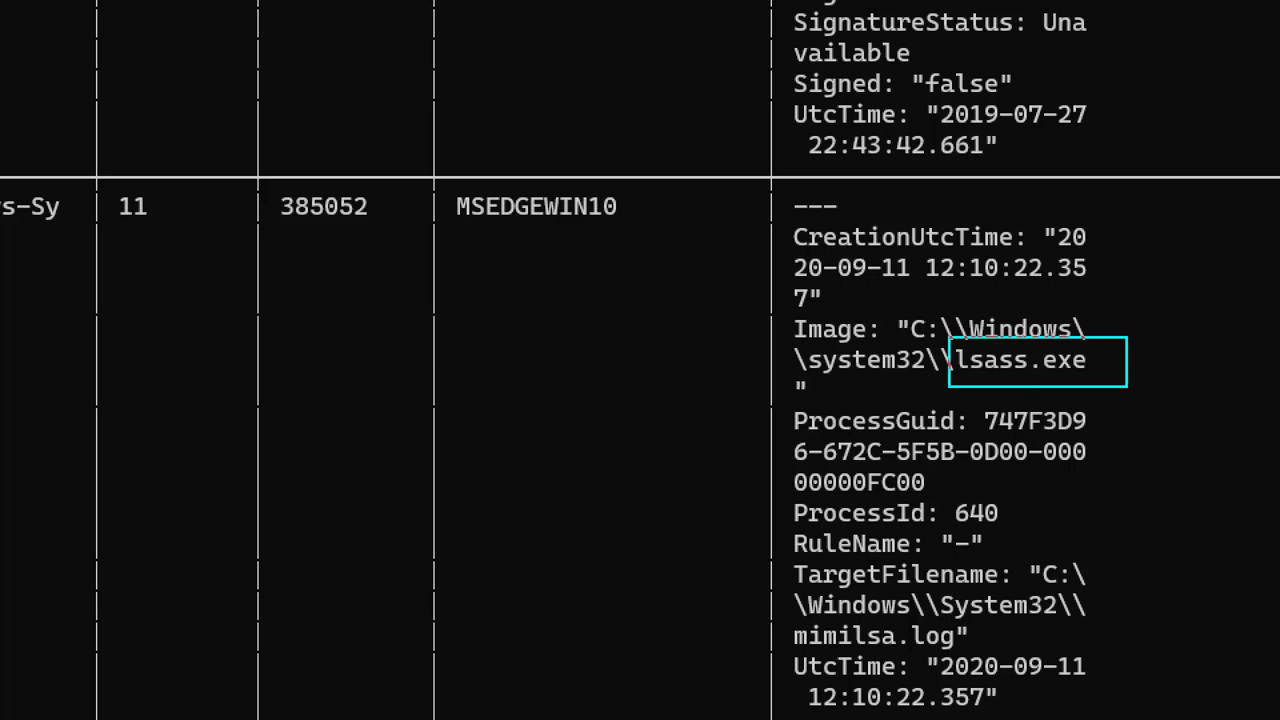 SignatureStatus: Una
vailable
Signed: "false"
UtcTime: "2019-07-27
22:43:42.661"
s-Sy 11 385052 MSEDGEWIN10 ---
CreationUtcTime: "20
20-09-11 12:10:22.35
7"
Image: "C:\\Windows\
\system32\\lsass.exe
"
ProcessGuid: 747F3D9
6-672C-5F5B-0D00-000
00000FC00
ProcessId: 640
RuleName: "-"
TargetFilename: "C:\
\Windows\\System32\\
mimilsa.log"
UtcTime: "2020-09-11
12:10:22.357"